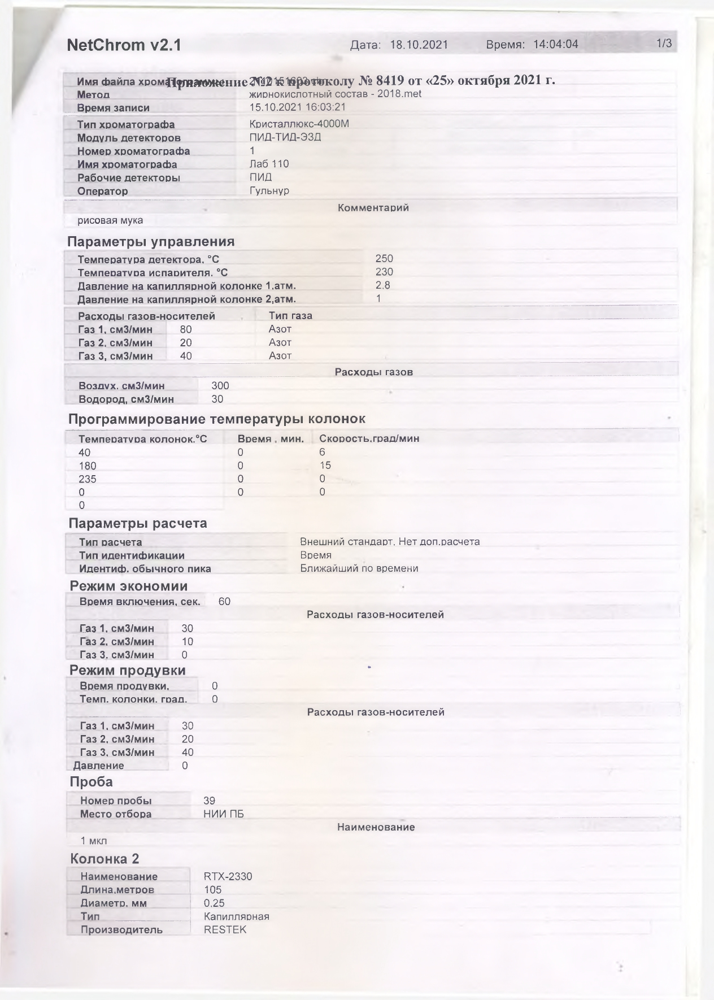 NetChrom v2.1 Дата: 18.10.2021 Время: 14:04:04 1/3
Приложение №2 к протоколу № 8419 от «25» октября 2021 г.
Имя файла
Метод жирнокислотный состав - 2018.met
Время записи 15.10.2021 16:03:21
Тип хроматографа Кристаллюкс-4000М
Модуль детекторов ПИД-ТИД-ЭЗД
Номер хроматографа 1
Имя хроматографа Лаб 110
Рабочие детекторы ПИД
Оператор Гульнур
Комментарий
рисовая мука
Параметры управления
Температура детектора, °С 250
Температура испарителя, °С 230
Давление на капиллярной колонке 1,атм. 2.8
Давление на капиллярной колонке 2,атм. 1
Расходы газов-носителей Тип газа
Газ 1, см3/мин 80 Азот
Газ 2, см3/мин 20 Азот
Газ 3, см3/мин 40 Азот
Расходы газов
Воздух, см3/мин 300
Водород, см3/мин 30
Программирование температуры колонок
Температура колонок,°С Время , мин. Скорость,град/мин
40 0 6
180 0 15
235 0 0
0 0 0
0
Параметры расчета
Тип расчета Внешний стандарт, Нет доп.расчета
Тип идентификации Время
Идентиф. обычного пика Ближайший по времени
Режим экономии
Время включения, сек. 60
Расходы газов-носителей
Газ 1, см3/мин 30
Газ 2, см3/мин 10
Газ 3, см3/мин 0
Режим продувки
Время продувки, 0
Темп. колонки, град. 0
Расходы газов-носителей
Газ 1, см3/мин 30
Газ 2, см3/мин 20
Газ 3, см3/мин 40
Давление 0
Проба
Номер пробы 39
Место отбора НИИ ПБ
Наименование
1 мкл
Колонка 2
Наименование RTX-2330
Длина,метров 105
Диаметр, мм 0.25
Тип Капиллярная
Производитель RESTEK